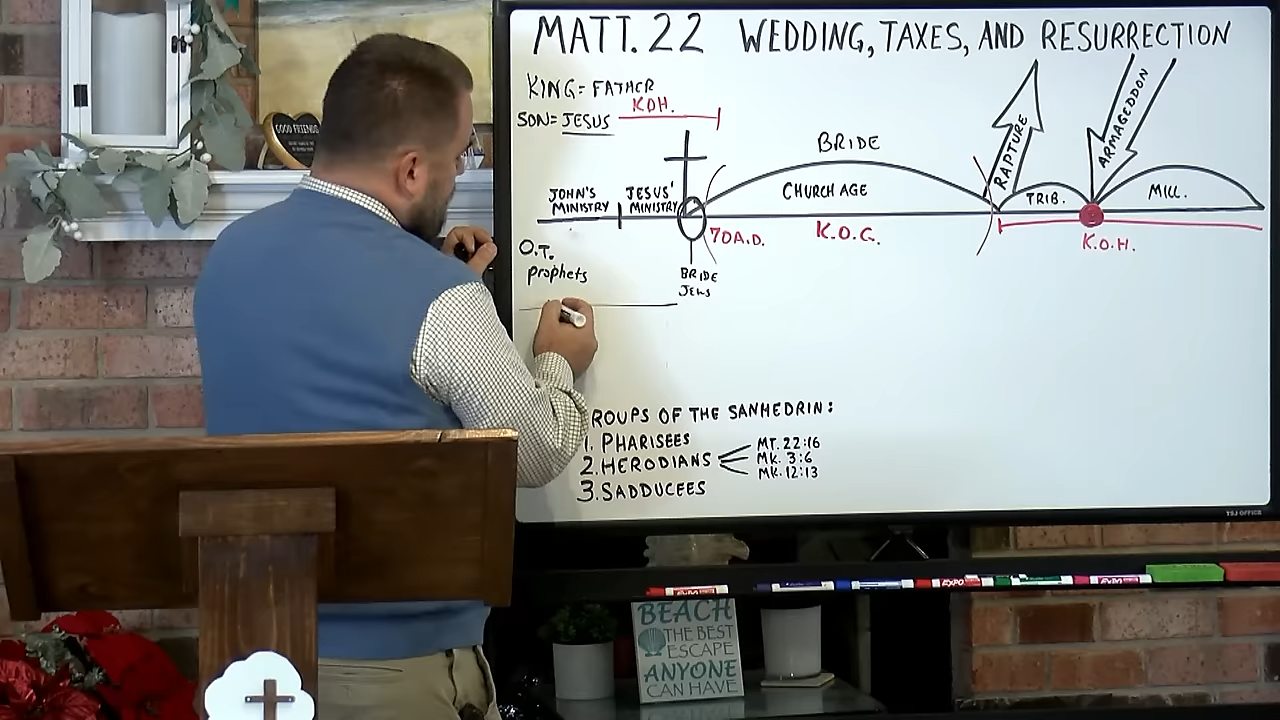 MATT. 22 WEDDING, TAXES, AND RESURRECTION
KING = FATHER
SON = JESUS
K.O.H.
JOHN'S MINISTRY
JESUS' MINISTRY
BRIDE
CHURCH AGE
RAPTURE
TRIB.
ARMAGEDDON
MILL.
70 A.D.
K.O.G.
K.O.H.
O.T.
prophets
BRIDE
JEWS
ROUPS OF THE SANHEDRIN:
1. PHARISEES
2. HERODIANS
3. SADDUCEES
MT. 22:16
MK. 3:6
MK. 12:13
GOOD FRIENDS
EXPO
BEACH
THE BEST
ESCAPE
ANYONE
CAN HAVE